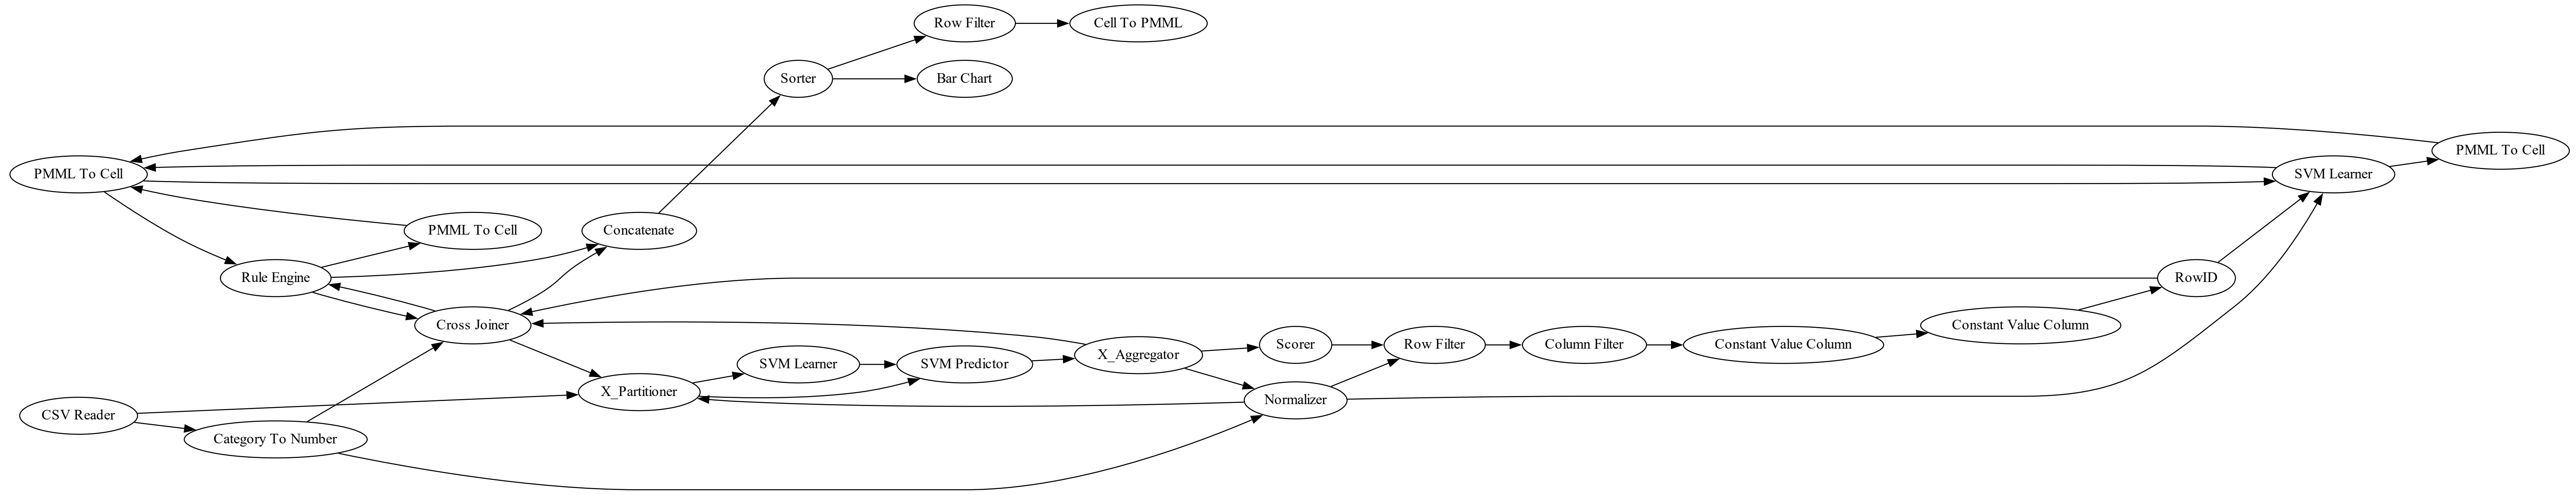 Row Filter
Cell To PMML
Sorter
Bar Chart
PMML To Cell
PMML To Cell
SVM Learner
PMML To Cell
Concatenate
Rule Engine
RowID
Cross Joiner
Constant Value Column
Scorer
Row Filter
Column Filter
Constant Value Column
X_Aggregator
SVM Learner
SVM Predictor
X_Partitioner
Normalizer
CSV Reader
Category To Number